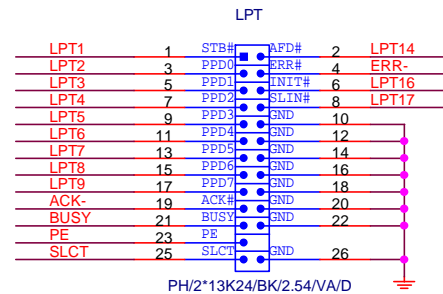 LPT
LPT1 1 STB# AFD# 2 LPT14
LPT2 3 PPD0 ERR# 4 ERR-
LPT3 5 PPD1 INIT# 6 LPT16
LPT4 7 PPD2 SLIN# 8 LPT17
LPT5 9 PPD3 GND 10
LPT6 11 PPD4 GND 12
LPT7 13 PPD5 GND 14
LPT8 15 PPD6 GND 16
LPT9 17 PPD7 GND 18
ACK- 19 ACK# GND 20
BUSY 21 BUSY GND 22
PE 23 PE
SLCT 25 SLCT GND 26
PH/2*13K24/BK/2.54/VA/D